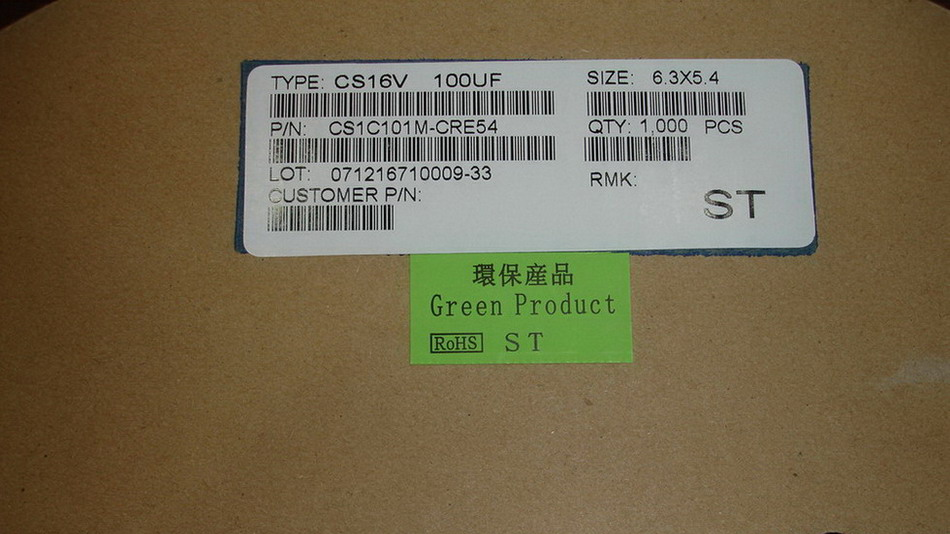 TYPE: CS16V 100UF
SIZE: 6.3X5.4
P/N: CS1C101M-CRE54
QTY: 1,000 PCS
LOT: 071216710009-33
RMK:
CUSTOMER P/N:
ST
環保産品
Green Product
RoHS ST